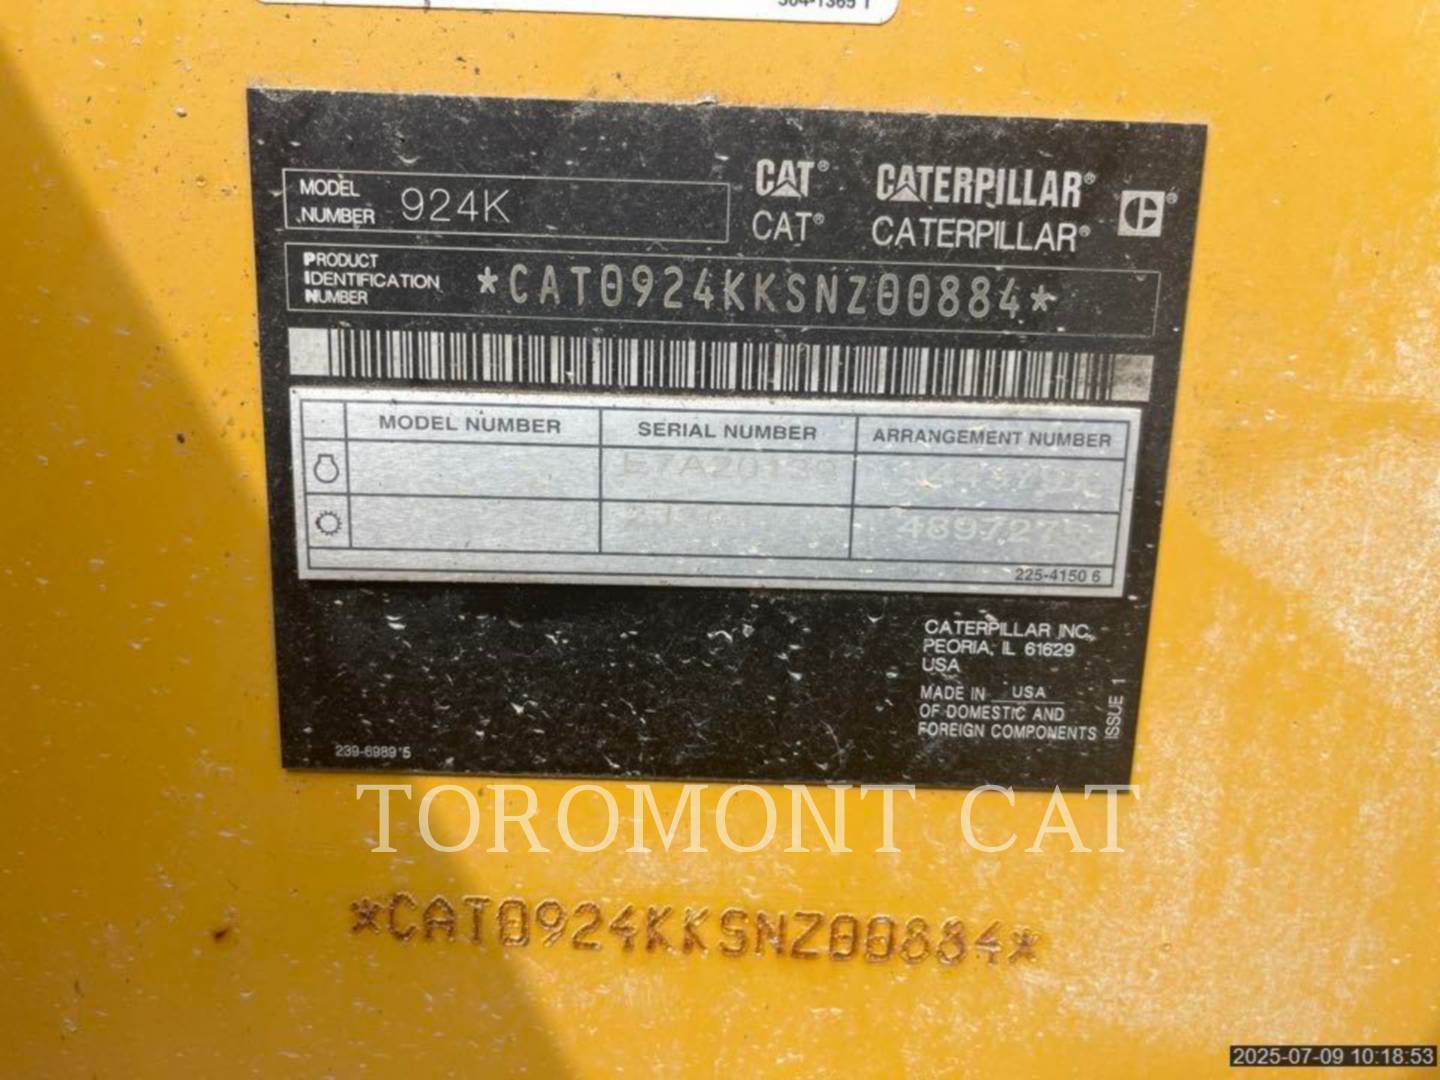 MODEL NUMBER 924K
CAT® CATERPILLAR®
CAT® CATERPILLAR®
PRODUCT IDENTIFICATION NUMBER *CAT0924KKSNZ00884*
MODEL NUMBER SERIAL NUMBER ARRANGEMENT NUMBER
225-4150 6
CATERPILLAR INC.
PEORIA, IL 61629
USA
MADE IN USA
OF DOMESTIC AND
FOREIGN COMPONENTS
ISSUE 1
239-6989 5
TOROMONT CAT
*CAT0924KKSNZ00884*
2025-07-09 10:18:53